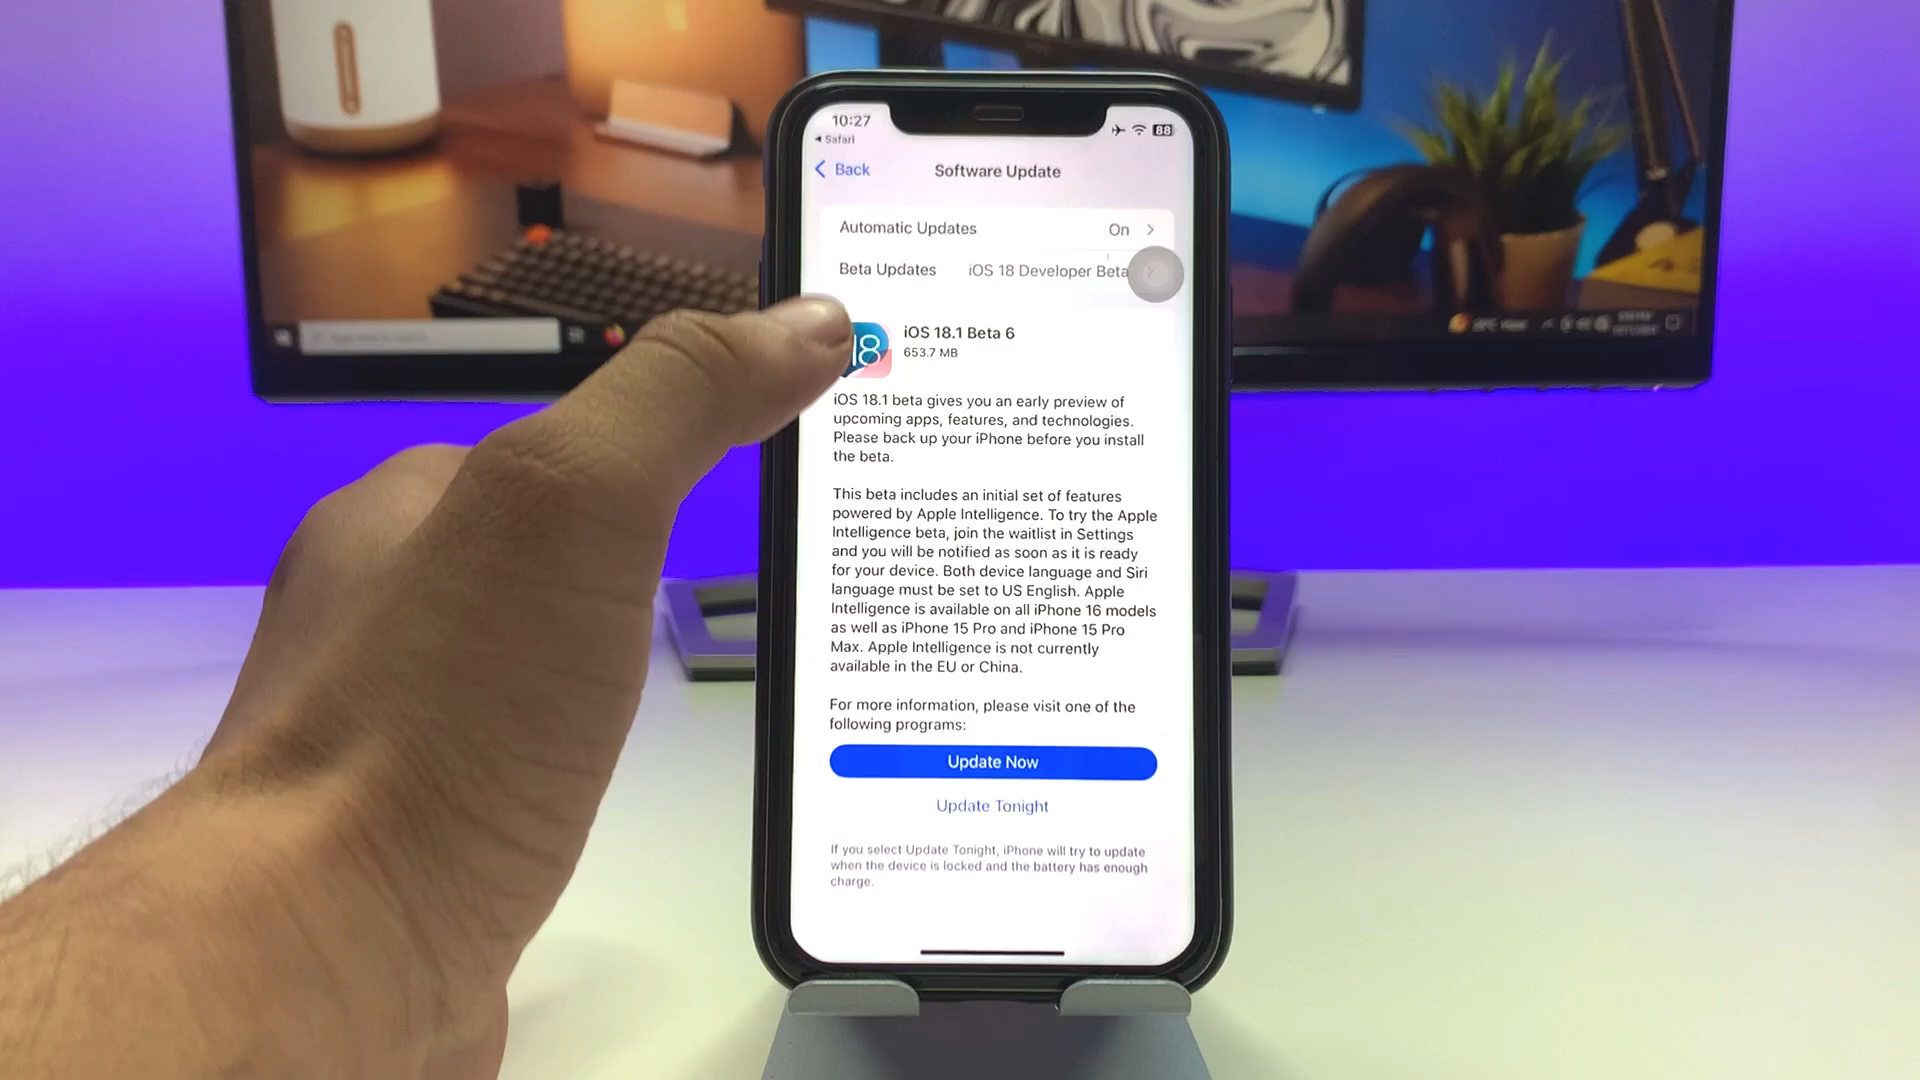 10:27
88
Safari
Back
Software Update
Automatic Updates
On
Beta Updates
iOS 18 Developer Beta
18
iOS 18.1 Beta 6
653.7 MB
iOS 18.1 beta gives you an early preview of
upcoming apps, features, and technologies.
Please back up your iPhone before you install
the beta.
This beta includes an initial set of features
powered by Apple Intelligence. To try the Apple
Intelligence beta, join the waitlist in Settings
and you will be notified as soon as it is ready
for your device. Both device language and Siri
language must be set to US English. Apple
Intelligence is available on all iPhone 16 models
as well as iPhone 15 Pro and iPhone 15 Pro
Max. Apple Intelligence is not currently
available in the EU or China.
For more information, please visit one of the
following programs:
Update Now
Update Tonight
If you select Update Tonight, iPhone will try to update
when the device is locked and the battery has enough
charge.